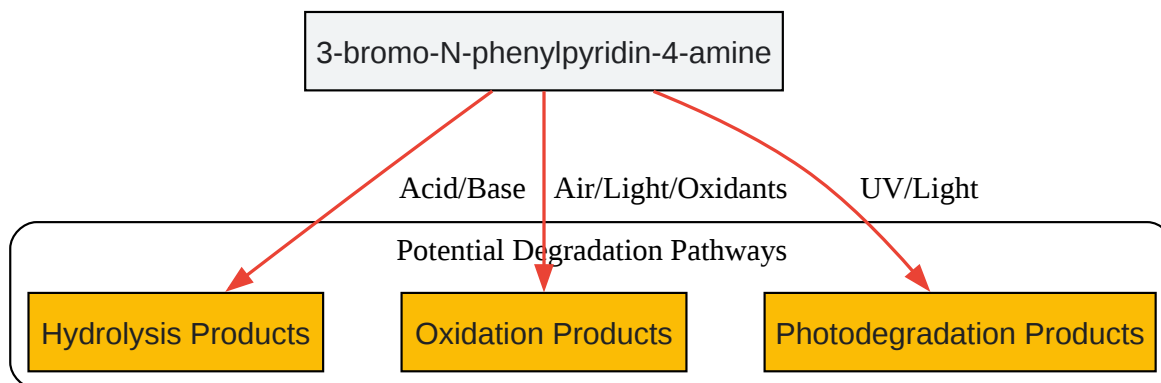 3-bromo-N-phenylpyridin-4-amine
Acid/Base
Air/Light/Oxidants
UV/Light
Potential Degradation Pathways
Hydrolysis Products
Oxidation Products
Photodegradation Products